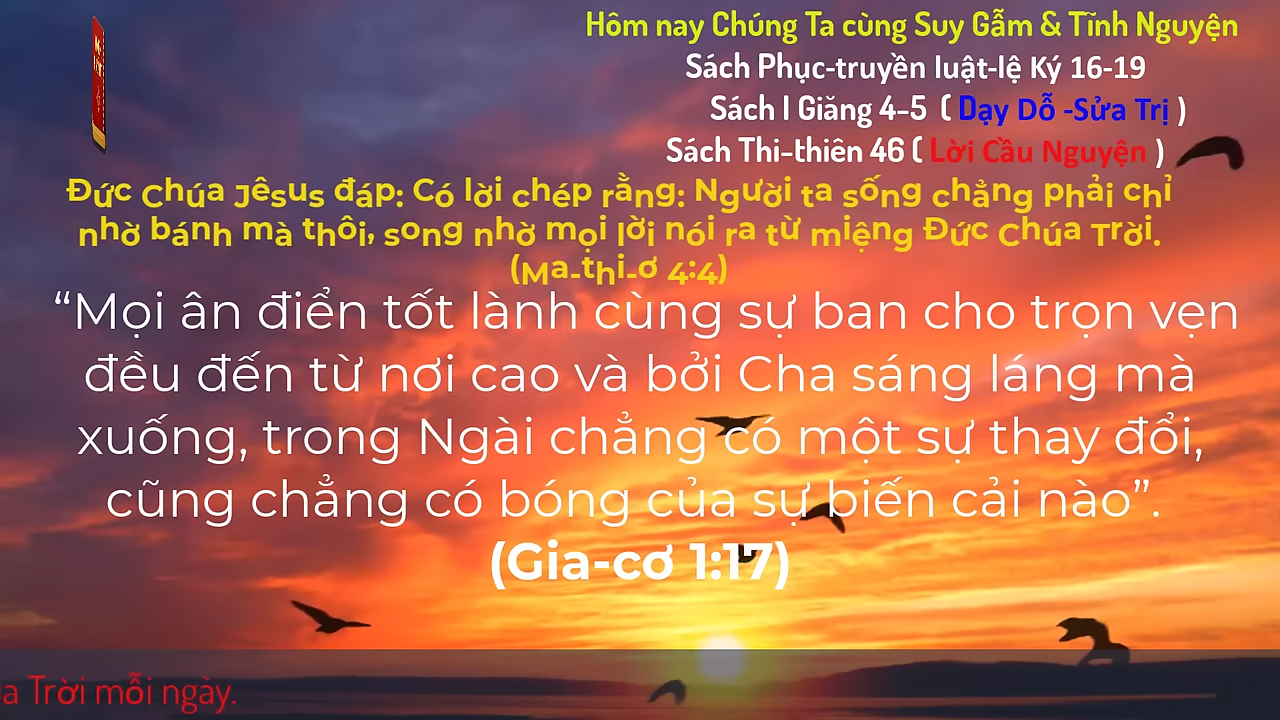 Hôm nay Chúng Ta cùng Suy Gẫm & Tĩnh Nguyện
Sách Phục-truyền luật-lệ Ký 16-19
Sách I Giăng 4-5 ( Dạy Dỗ -Sửa Trị )
Sách Thi-thiên 46 ( Lời Cầu Nguyện )
Đức Chúa Jêsus đáp: Có lời chép rằng: Người ta sống chẳng phải chỉ
nhờ bánh mà thôi, song nhờ mọi lời nói ra từ miệng Đức Chúa Trời.
(Ma-thi-ơ 4:4)
“Mọi ân điển tốt lành cùng sự ban cho trọn vẹn
đều đến từ nơi cao và bởi Cha sáng láng mà
xuống, trong Ngài chẳng có một sự thay đổi,
cũng chẳng có bóng của sự biến cải nào”.
(Gia-cơ 1:17)
Trời mỗi ngày.